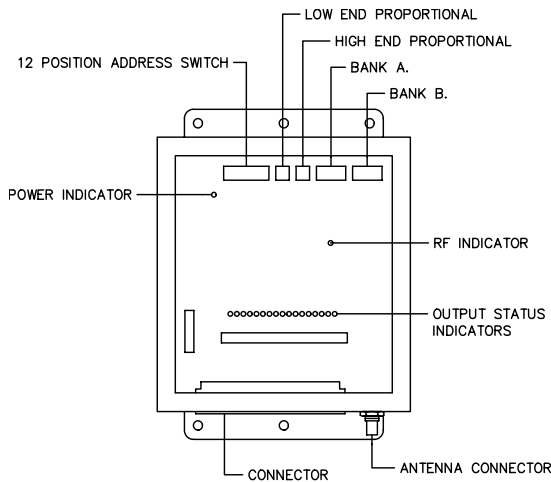 LOW END PROPORTIONAL
HIGH END PROPORTIONAL
12 POSITION ADDRESS SWITCH
BANK A.
BANK B.
POWER INDICATOR
RF INDICATOR
OUTPUT STATUS
INDICATORS
CONNECTOR
ANTENNA CONNECTOR